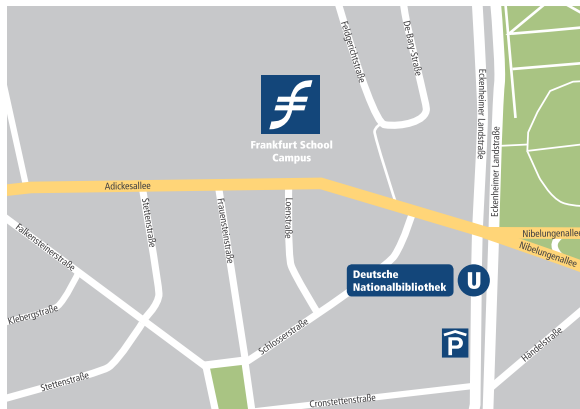 Feldgerichtstraße
De-Bary-Straße
Eckenheimer Landstraße
Eckenheimer Landstraße
Frankfurt School
Campus
Adickesallee
Stettenstraße
Frauensteinstraße
Loenstraße
Falkensteinerstraße
Nibelungenallee
Nibelungenallee
Deutsche
Nationalbibliothek
U
Klebergstraße
Schlosserstraße
P
Händelstraße
Stettenstraße
Cronstettenstraße